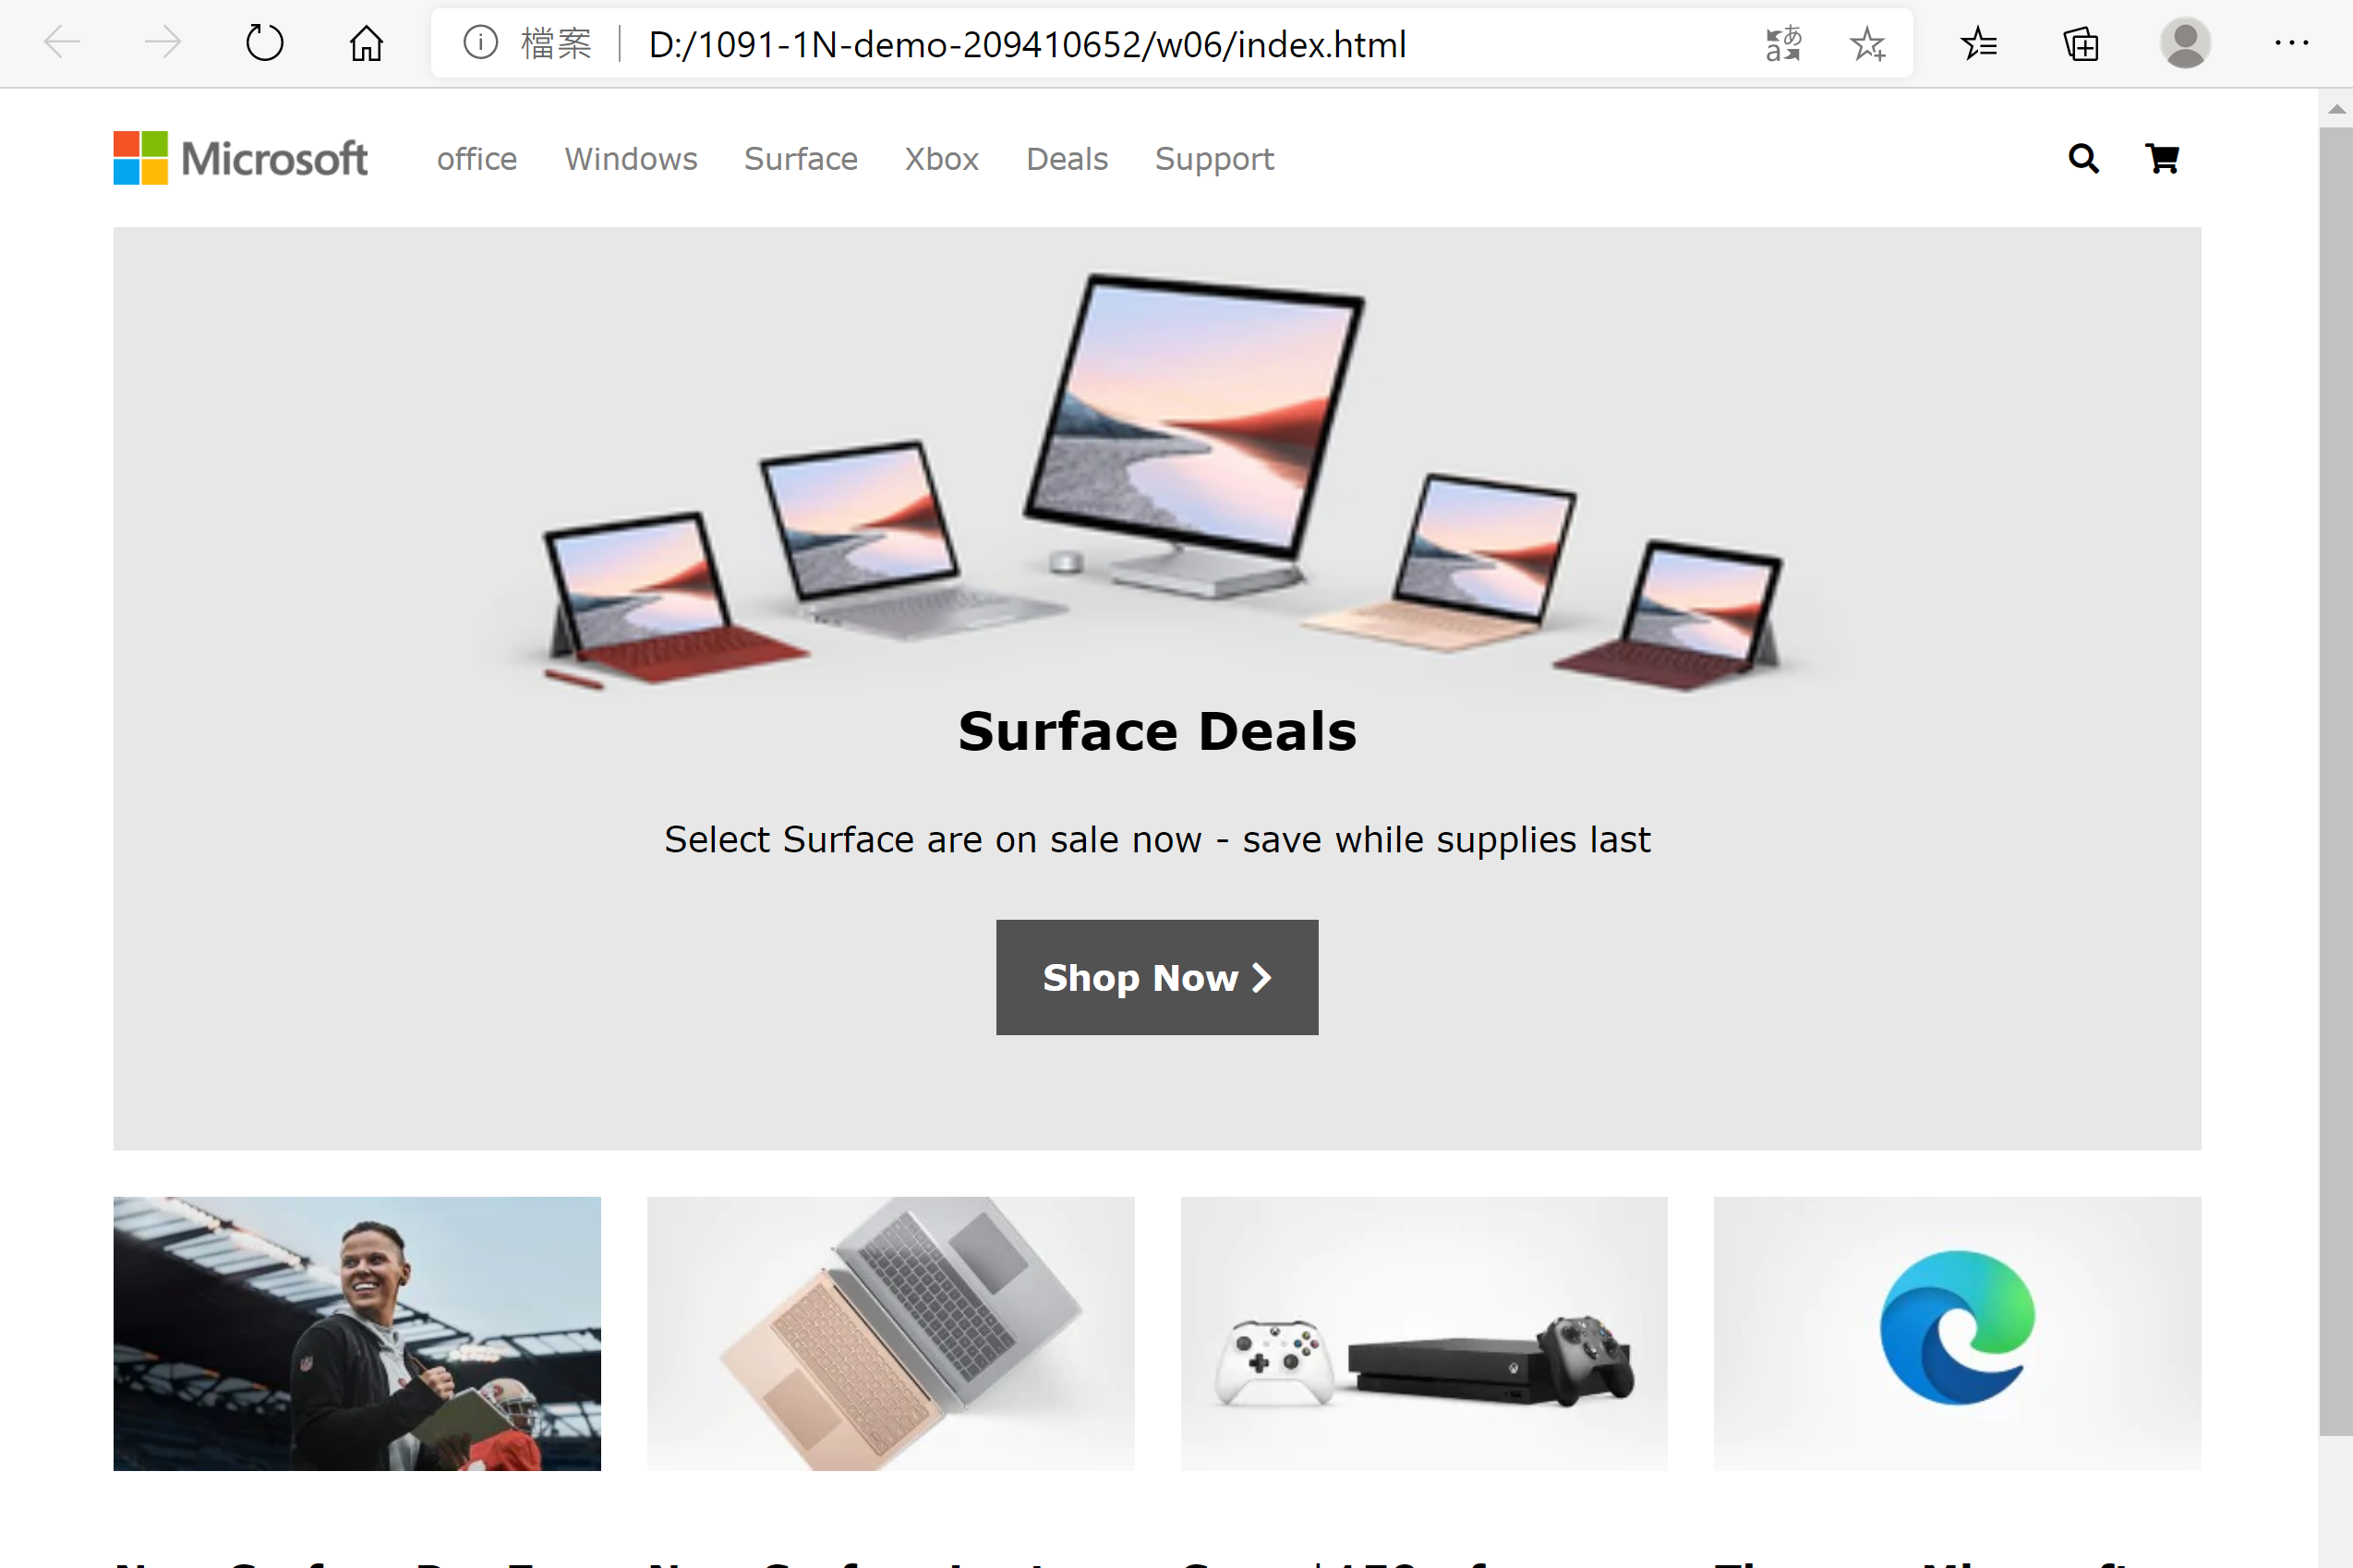 檔案 D:/1091-1N-demo-209410652/w06/index.html
Microsoft office Windows Surface Xbox Deals Support
Surface Deals
Select Surface are on sale now - save while supplies last
Shop Now